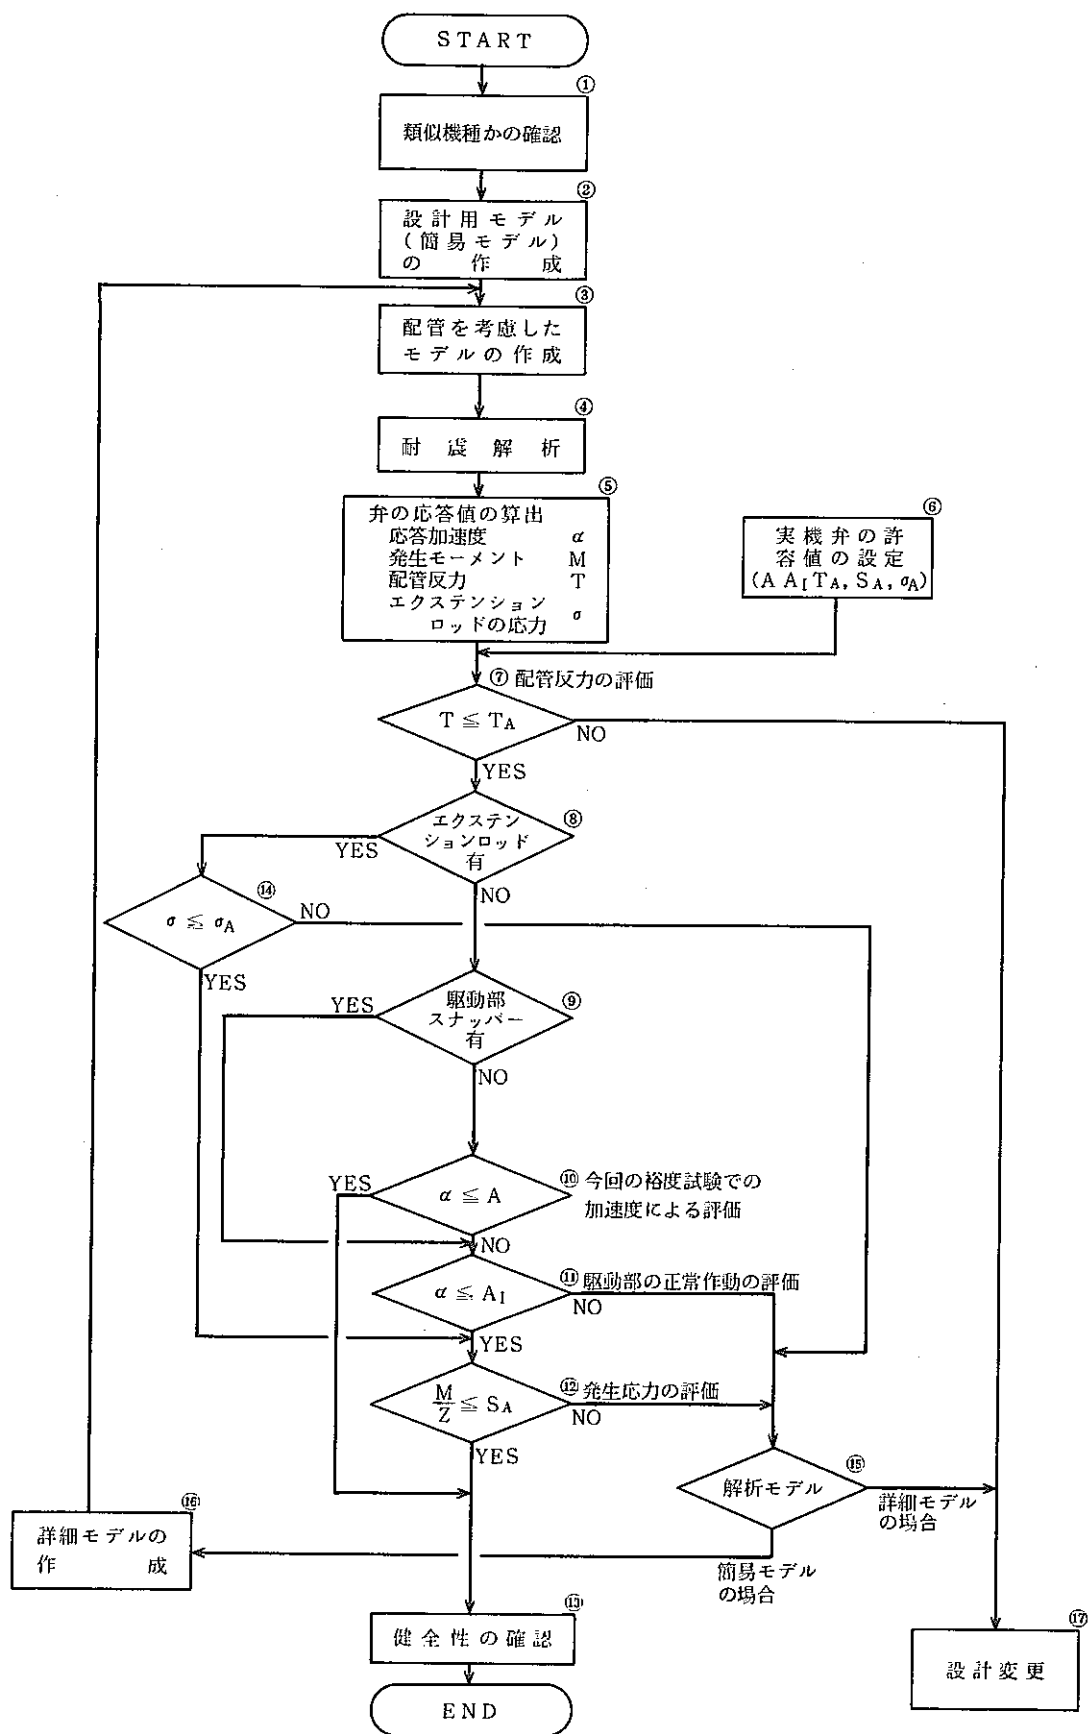 START
①
類似機種かの確認
②
設計用モデル
(簡易モデル)
の作成
③
配管を考慮した
モデルの作成
④
耐震解析
⑤
弁の応答値の算出
応答加速度 α
発生モーメント M
配管反力 T
エクステンション
ロッドの応力 σ
⑥
実機弁の許
容値の設定
(A AI TA, SA, σA)
⑦ 配管反力の評価
T ≦ TA
NO
YES
⑧
エクステン
ションロッド
有
YES
NO
⑭
σ ≦ σA
NO
YES
⑨
駆動部
スナッバー
有
YES
NO
⑩ 今回の裕度試験での
加速度による評価
α ≦ A
YES
NO
⑪ 駆動部の正常作動の評価
α ≦ AI
NO
YES
⑫ 発生応力の評価
M/Z ≦ SA
NO
YES
⑮
解析モデル
詳細モデル
の場合
簡易モデル
の場合
⑯
詳細モデルの
作成
⑬
健全性の確認
⑰
設計変更
END